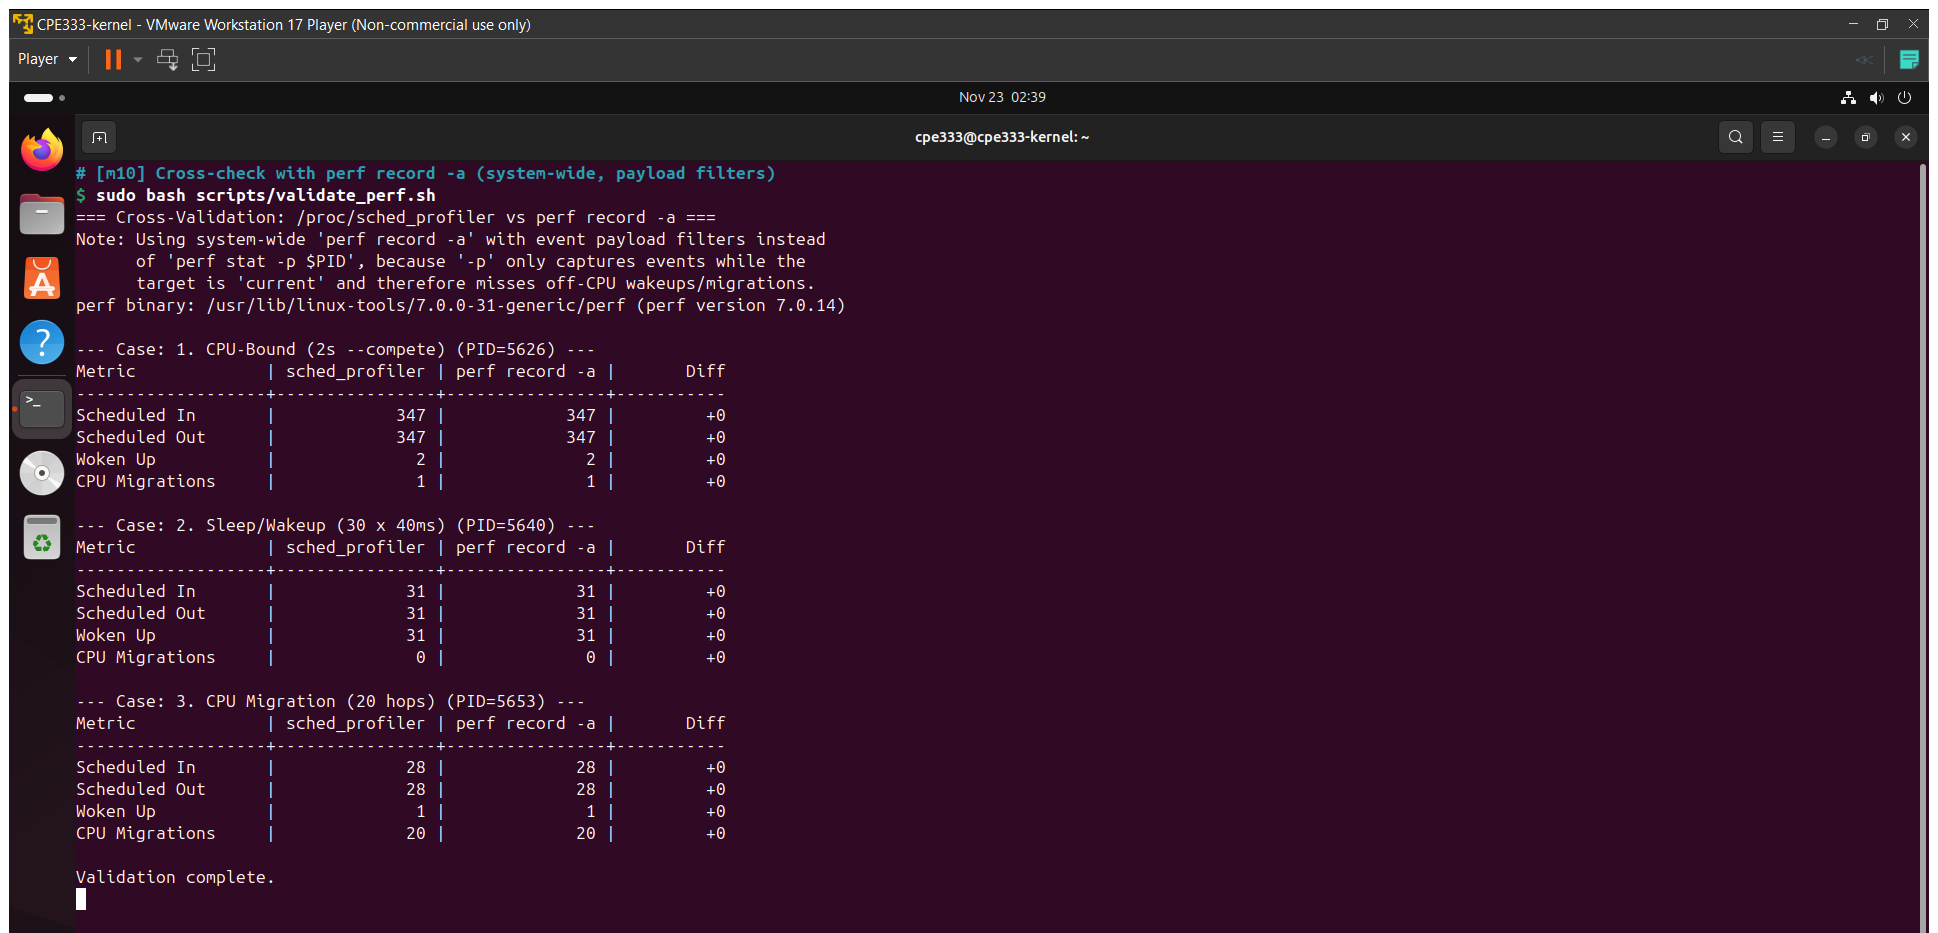 CPE333-kernel - VMware Workstation 17 Player (Non-commercial use only)
Player
Nov 23 02:39
cpe333@cpe333-kernel: ~
# [m10] Cross-check with perf record -a (system-wide, payload filters)
$ sudo bash scripts/validate_perf.sh
=== Cross-Validation: /proc/sched_profiler vs perf record -a ===
Note: Using system-wide 'perf record -a' with event payload filters instead
      of 'perf stat -p $PID', because '-p' only captures events while the
      target is 'current' and therefore misses off-CPU wakeups/migrations.
perf binary: /usr/lib/linux-tools/7.0.0-31-generic/perf (perf version 7.0.14)
--- Case: 1. CPU-Bound (2s --compete) (PID=5626) ---
Metric             | sched_profiler | perf record -a |       Diff
-------------------+----------------+----------------+-----------
Scheduled In       |            347 |            347 |         +0
Scheduled Out      |            347 |            347 |         +0
Woken Up           |              2 |              2 |         +0
CPU Migrations     |              1 |              1 |         +0
--- Case: 2. Sleep/Wakeup (30 x 40ms) (PID=5640) ---
Metric             | sched_profiler | perf record -a |       Diff
-------------------+----------------+----------------+-----------
Scheduled In       |             31 |             31 |         +0
Scheduled Out      |             31 |             31 |         +0
Woken Up           |             31 |             31 |         +0
CPU Migrations     |              0 |              0 |         +0
--- Case: 3. CPU Migration (20 hops) (PID=5653) ---
Metric             | sched_profiler | perf record -a |       Diff
-------------------+----------------+----------------+-----------
Scheduled In       |             28 |             28 |         +0
Scheduled Out      |             28 |             28 |         +0
Woken Up           |              1 |              1 |         +0
CPU Migrations     |             20 |             20 |         +0
Validation complete.